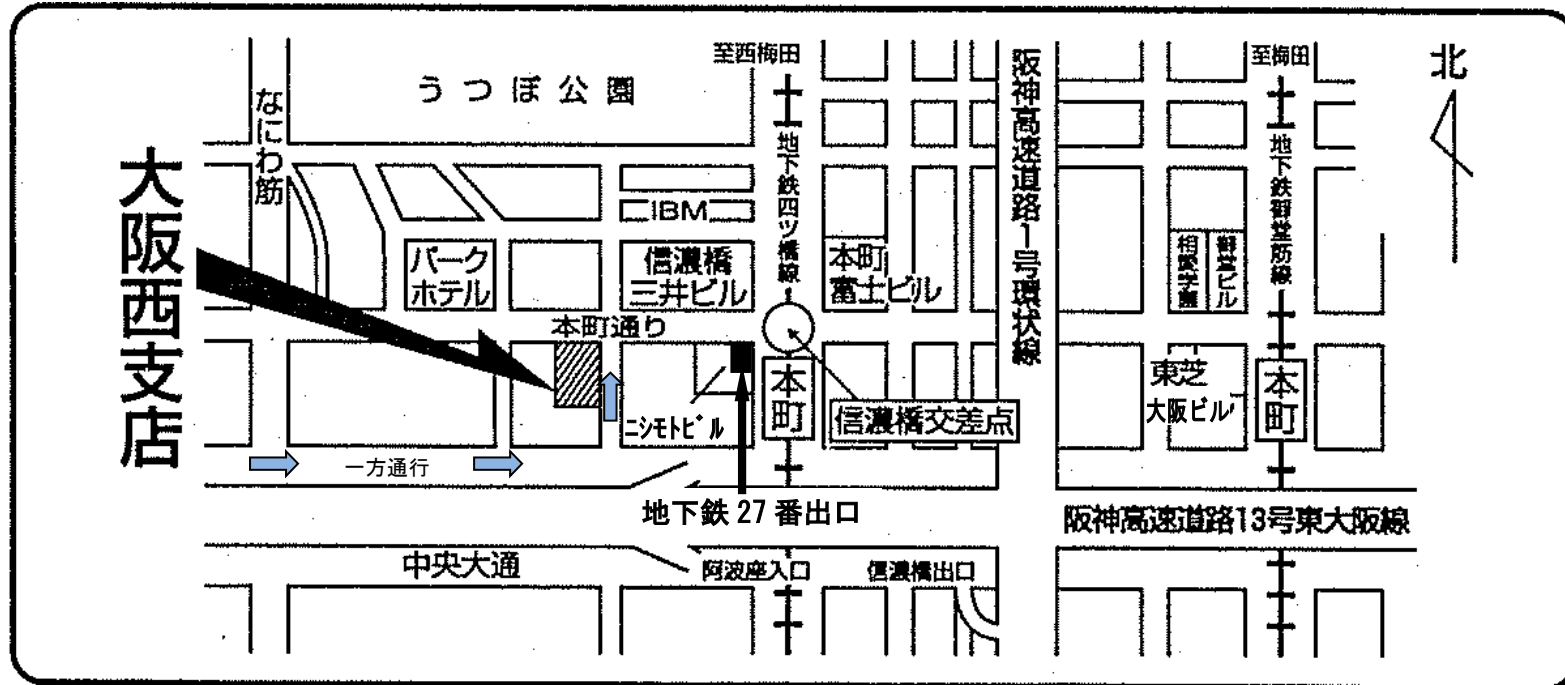 至西梅田
至梅田
北
うつぼ公園
なにわ筋
地下鉄四ツ橋線
阪神高速道路1号環状線
地下鉄御堂筋線
大阪西支店
IBM
パーク
ホテル
信濃橋
三井ビル
本町
富士ビル
相愛学園
御堂ビル
本町通り
本町
東芝
大阪ビル
本町
ニシモトビル
信濃橋交差点
一方通行
地下鉄27番出口
阪神高速道路13号東大阪線
中央大通
阿波座入口
信濃橋出口